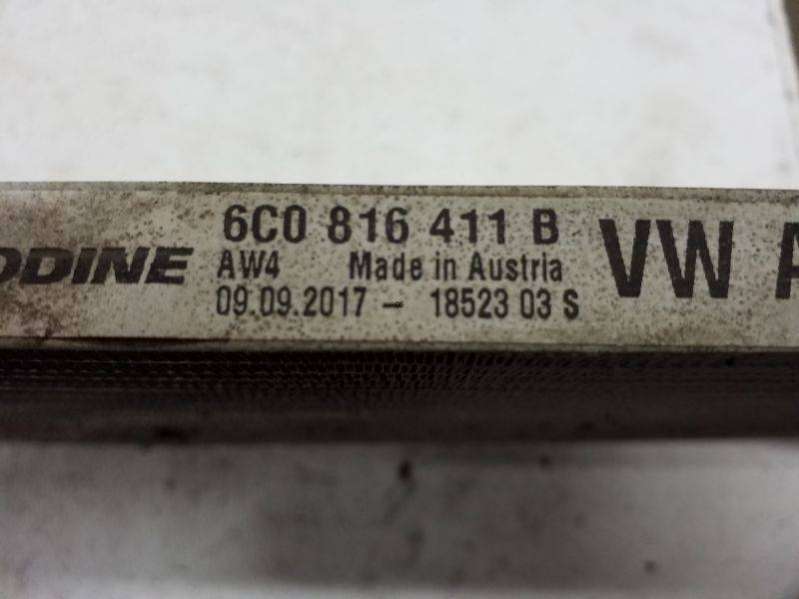 ODINE
6C0 816 411 B
AW4 Made in Austria
09.09.2017 - 18523 03 S
VW A